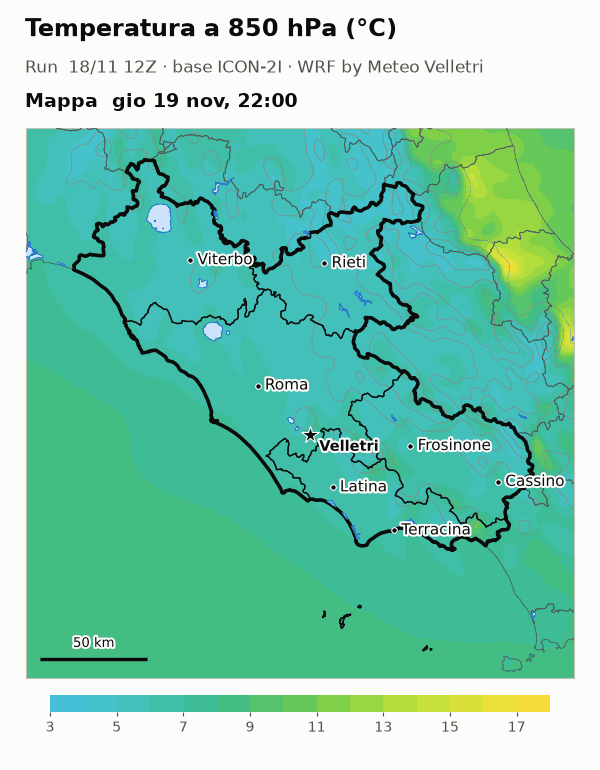 Temperatura a 850 hPa (°C)
Run  18/11 12Z · base ICON-2I · WRF by Meteo Velletri
Mappa  gio 19 nov, 22:00
Viterbo
Rieti
Roma
Velletri
Frosinone
Latina
Cassino
Terracina
50 km
3 5 7 9 11 13 15 17